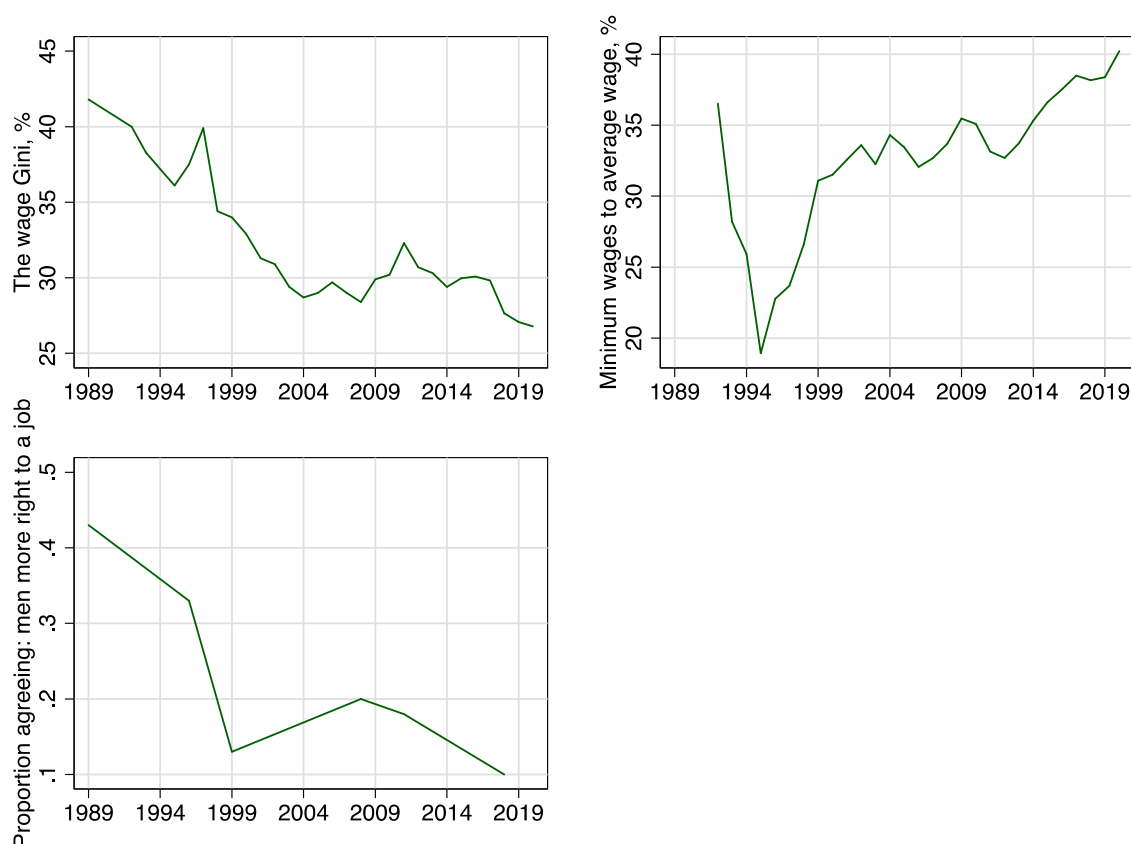 The wage Gini, %
45
40
35
30
25
1989 1994 1999 2004 2009 2014 2019
Minimum wages to average wage, %
40
35
30
25
20
1989 1994 1999 2004 2009 2014 2019
Proportion agreeing: men more right to a job
.5
.4
.3
.2
.1
1989 1994 1999 2004 2009 2014 2019